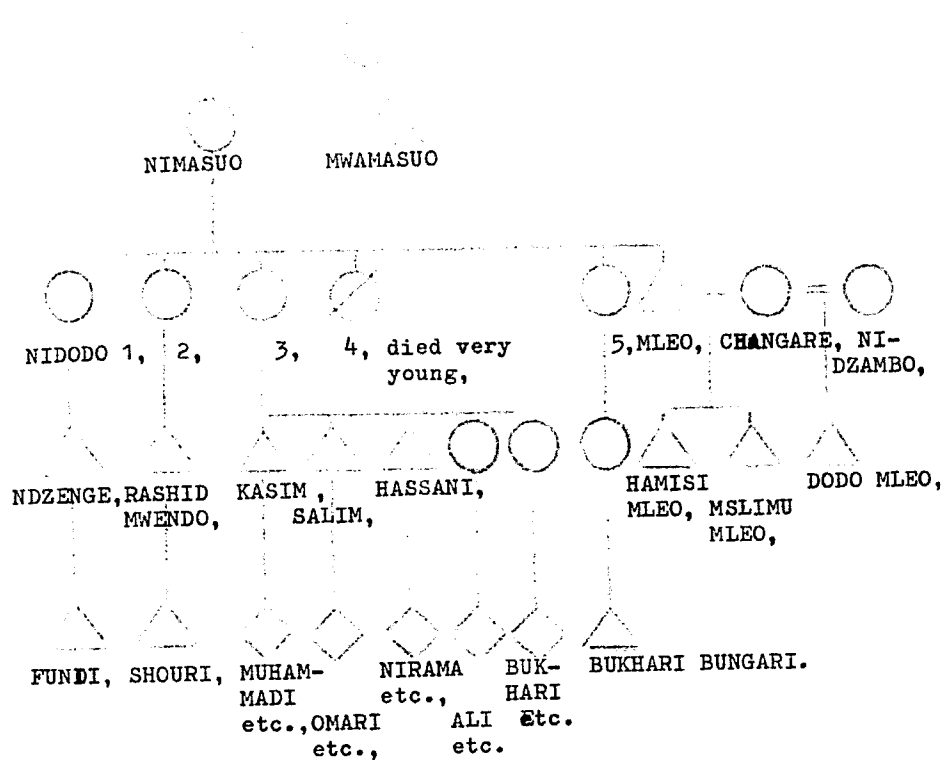 NIMASUO MWAMASUO
NIDODO 1, 2, 3, 4, died very 5,MLEO, CHANGARE, NI-
young, DZAMBO,
NDZENGE,RASHID KASIM , HASSANI, HAMISI DODO MLEO,
MWENDO, SALIM, MLEO, MSLIMU
MLEO,
FUNDI, SHOURI, MUHAM- NIRAMA BUK- BUKHARI BUNGARI.
MADI etc., HARI
etc.,OMARI ALI Etc.
etc., etc.